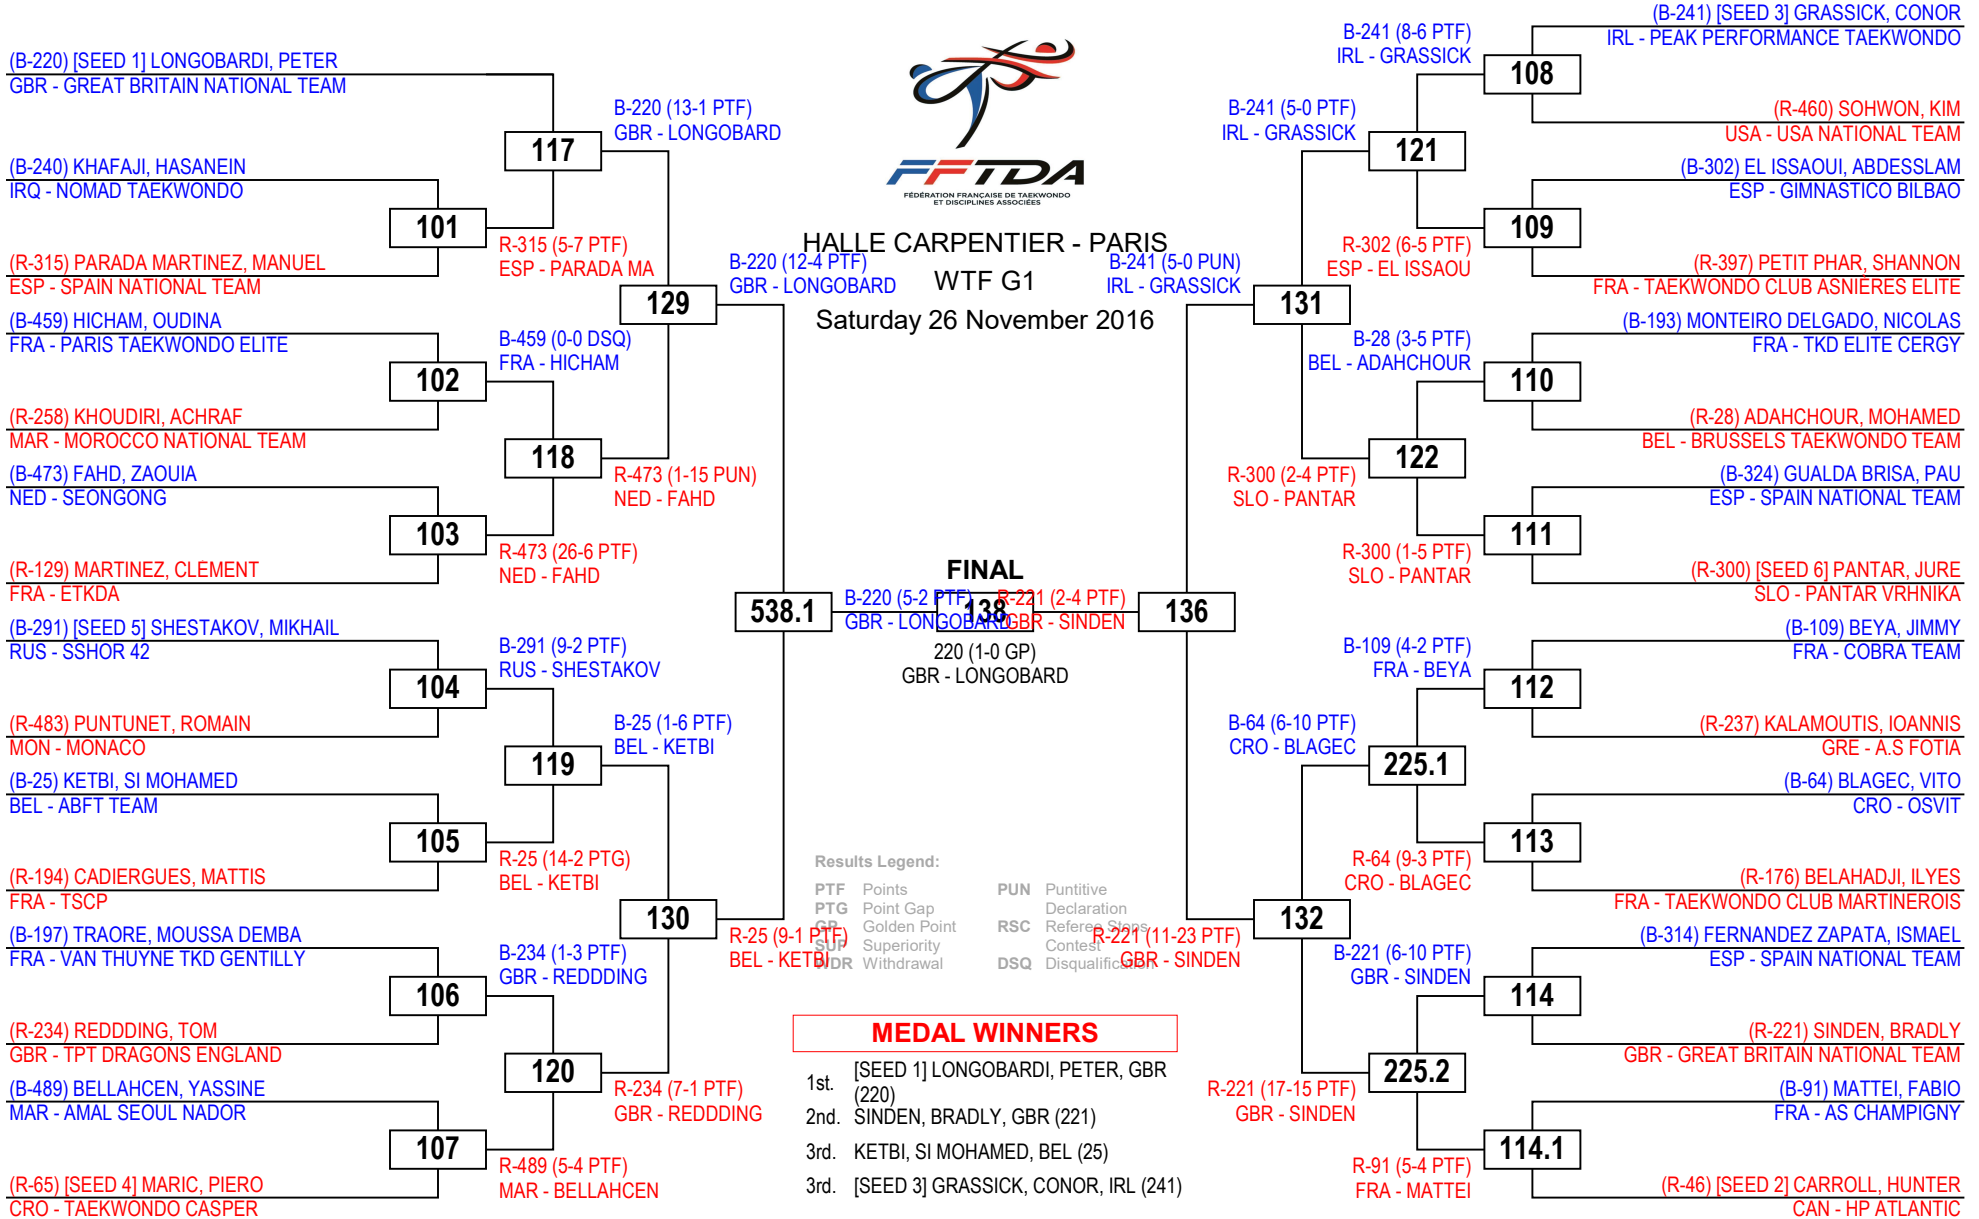 (B-220) [SEED 1] LONGOBARDI, PETER
GBR - GREAT BRITAIN NATIONAL TEAM
(B-240) KHAFAJI, HASANEIN
IRQ - NOMAD TAEKWONDO
(R-315) PARADA MARTINEZ, MANUEL
ESP - SPAIN NATIONAL TEAM
(B-459) HICHAM, OUDINA
FRA - PARIS TAEKWONDO ELITE
(R-258) KHOUDIRI, ACHRAF
MAR - MOROCCO NATIONAL TEAM
(B-473) FAHD, ZAOUIA
NED - SEONGONG
(R-129) MARTINEZ, CLÉMENT
FRA - ETKDA
(B-291) [SEED 5] SHESTAKOV, MIKHAIL
RUS - SSHOR 42
(R-483) PUNTUNET, ROMAIN
MON - MONACO
(B-25) KETBI, SI MOHAMED
BEL - ABFT TEAM
(R-194) CADIERGUES, MATTIS
FRA - TSCP
(B-197) TRAORE, MOUSSA DEMBA
FRA - VAN THUYNE TKD GENTILLY
(R-234) REDDDING, TOM
GBR - TPT DRAGONS ENGLAND
(B-489) BELLAHCEN, YASSINE
MAR - AMAL SEOUL NADOR
(R-65) [SEED 4] MARIC, PIERO
CRO - TAEKWONDO CASPER
101
102
103
104
105
106
107
R-315 (5-7 PTF)
ESP - PARADA MA
B-459 (0-0 DSQ)
FRA - HICHAM
R-473 (26-6 PTF)
NED - FAHD
B-291 (9-2 PTF)
RUS - SHESTAKOV
R-25 (14-2 PTG)
BEL - KETBI
B-234 (1-3 PTF)
GBR - REDDDING
R-489 (5-4 PTF)
MAR - BELLAHCEN
117
118
119
120
B-220 (13-1 PTF)
GBR - LONGOBARD
R-473 (1-15 PUN)
NED - FAHD
B-25 (1-6 PTF)
BEL - KETBI
R-234 (7-1 PTF)
GBR - REDDDING
129
130
B-220 (12-4 PTF)
GBR - LONGOBARD
R-25 (9-1 PTF)
BEL - KETBI
538.1
FFTDA
FÉDÉRATION FRANÇAISE DE TAEKWONDO
ET DISCIPLINES ASSOCIÉES
HALLE CARPENTIER - PARIS
WTF G1
Saturday 26 November 2016
FINAL
B-220 (5-2 PTF)
GBR - LONGOBARD
138
R-221 (2-4 PTF)
GBR - SINDEN
220 (1-0 GP)
GBR - LONGOBARD
Results Legend:
PTF Points
PTG Point Gap
GP Golden Point
SUP Superiority
WDR Withdrawal
PUN Puntitive
Declaration
RSC Referee Stops
Contest
DSQ Disqualification
MEDAL WINNERS
1st. [SEED 1] LONGOBARDI, PETER, GBR
(220)
2nd. SINDEN, BRADLY, GBR (221)
3rd. KETBI, SI MOHAMED, BEL (25)
3rd. [SEED 3] GRASSICK, CONOR, IRL (241)
136
B-241 (5-0 PUN)
IRL - GRASSICK
R-221 (11-23 PTF)
GBR - SINDEN
131
132
B-241 (5-0 PTF)
IRL - GRASSICK
R-300 (2-4 PTF)
SLO - PANTAR
B-64 (6-10 PTF)
CRO - BLAGEC
R-221 (17-15 PTF)
GBR - SINDEN
121
122
225.1
225.2
B-241 (8-6 PTF)
IRL - GRASSICK
R-302 (6-5 PTF)
ESP - EL ISSAOU
B-28 (3-5 PTF)
BEL - ADAHCHOUR
R-300 (1-5 PTF)
SLO - PANTAR
B-109 (4-2 PTF)
FRA - BEYA
R-64 (9-3 PTF)
CRO - BLAGEC
B-221 (6-10 PTF)
GBR - SINDEN
R-91 (5-4 PTF)
FRA - MATTEI
108
109
110
111
112
113
114
114.1
(B-241) [SEED 3] GRASSICK, CONOR
IRL - PEAK PERFORMANCE TAEKWONDO
(R-460) SOHWON, KIM
USA - USA NATIONAL TEAM
(B-302) EL ISSAOUI, ABDESSLAM
ESP - GIMNASTICO BILBAO
(R-397) PETIT PHAR, SHANNON
FRA - TAEKWONDO CLUB ASNIÈRES ELITE
(B-193) MONTEIRO DELGADO, NICOLAS
FRA - TKD ELITE CERGY
(R-28) ADAHCHOUR, MOHAMED
BEL - BRUSSELS TAEKWONDO TEAM
(B-324) GUALDA BRISA, PAU
ESP - SPAIN NATIONAL TEAM
(R-300) [SEED 6] PANTAR, JURE
SLO - PANTAR VRHNIKA
(B-109) BEYA, JIMMY
FRA - COBRA TEAM
(R-237) KALAMOUTIS, IOANNIS
GRE - A.S FOTIA
(B-64) BLAGEC, VITO
CRO - OSVIT
(R-176) BELAHADJI, ILYES
FRA - TAEKWONDO CLUB MARTINEROIS
(B-314) FERNANDEZ ZAPATA, ISMAEL
ESP - SPAIN NATIONAL TEAM
(R-221) SINDEN, BRADLY
GBR - GREAT BRITAIN NATIONAL TEAM
(B-91) MATTEI, FABIO
FRA - AS CHAMPIGNY
(R-46) [SEED 2] CARROLL, HUNTER
CAN - HP ATLANTIC